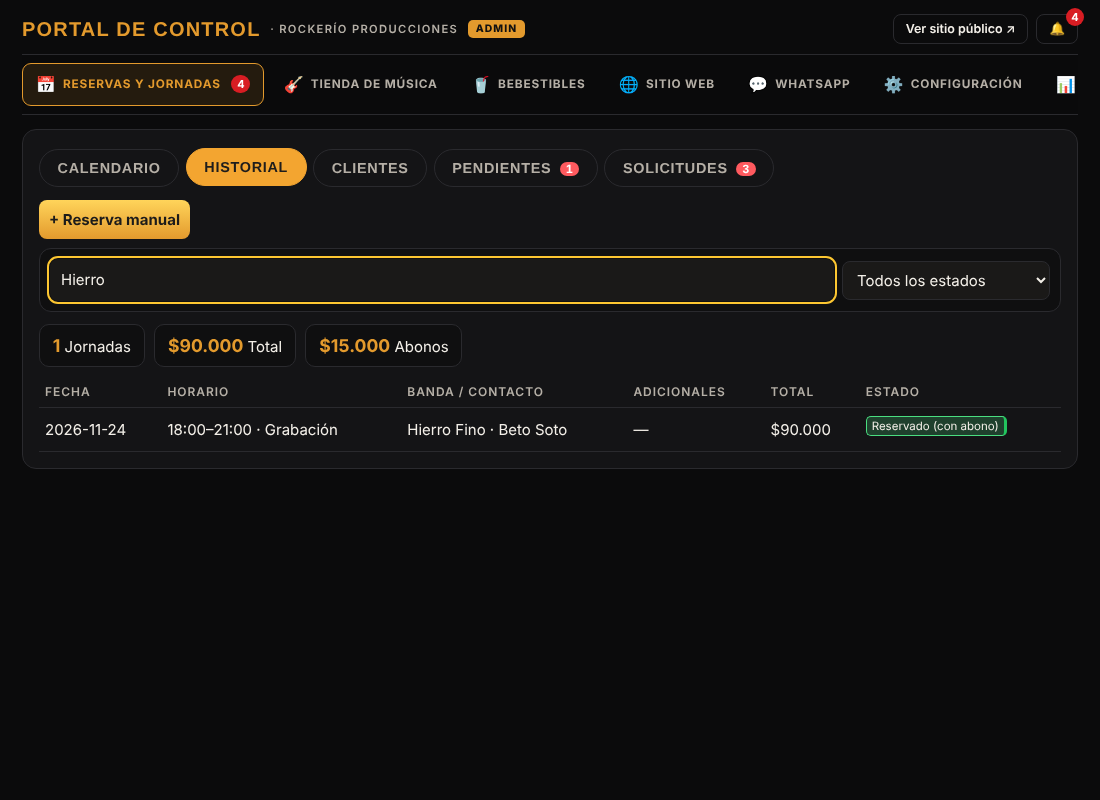 PORTAL DE CONTROL · ROCKERÍO PRODUCCIONES ADMIN Ver sitio público ↗ 4
RESERVAS Y JORNADAS 4 TIENDA DE MÚSICA BEBESTIBLES SITIO WEB WHATSAPP CONFIGURACIÓN
CALENDARIO HISTORIAL CLIENTES PENDIENTES 1 SOLICITUDES 3
+ Reserva manual
Hierro Todos los estados
1 Jornadas $90.000 Total $15.000 Abonos
FECHA HORARIO BANDA / CONTACTO ADICIONALES TOTAL ESTADO
2026-11-24 18:00–21:00 · Grabación Hierro Fino · Beto Soto — $90.000 Reservado (con abono)